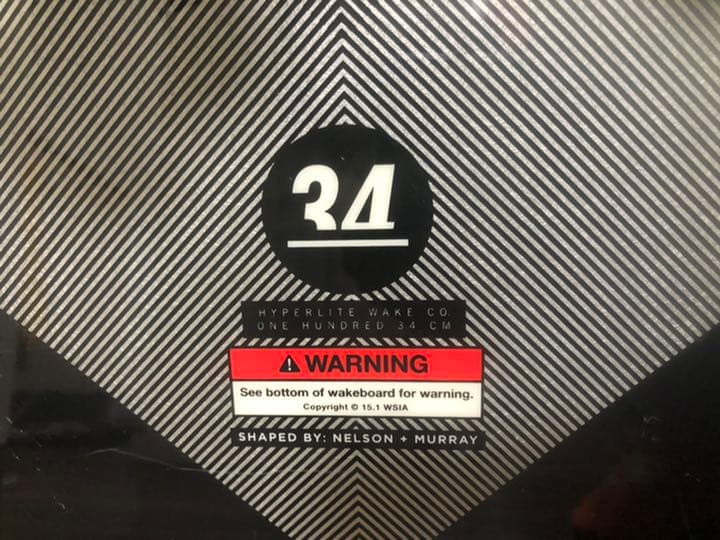 34
HYPERLITE WAKE CO.
ONE HUNDRED 34 CM
⚠ WARNING
See bottom of wakeboard for warning.
Copyright © 15.1 WSIA
SHAPED BY: NELSON + MURRAY